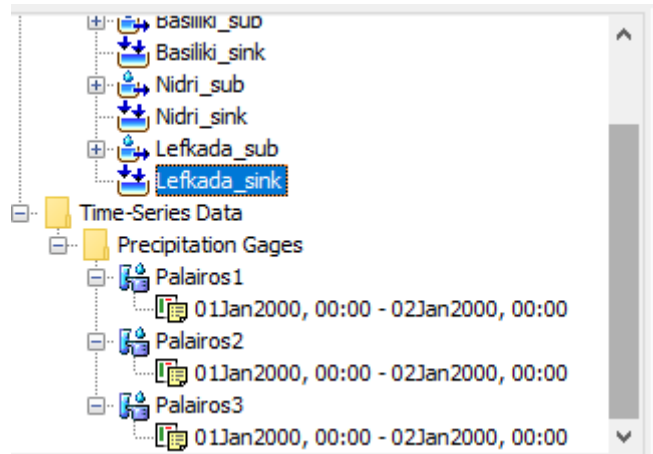 Basiliki_sub
Basiliki_sink
Nidri_sub
Nidri_sink
Lefkada_sub
Lefkada_sink
Time-Series Data
Precipitation Gages
Palairos1
01Jan2000, 00:00 - 02Jan2000, 00:00
Palairos2
01Jan2000, 00:00 - 02Jan2000, 00:00
Palairos3
01Jan2000, 00:00 - 02Jan2000, 00:00